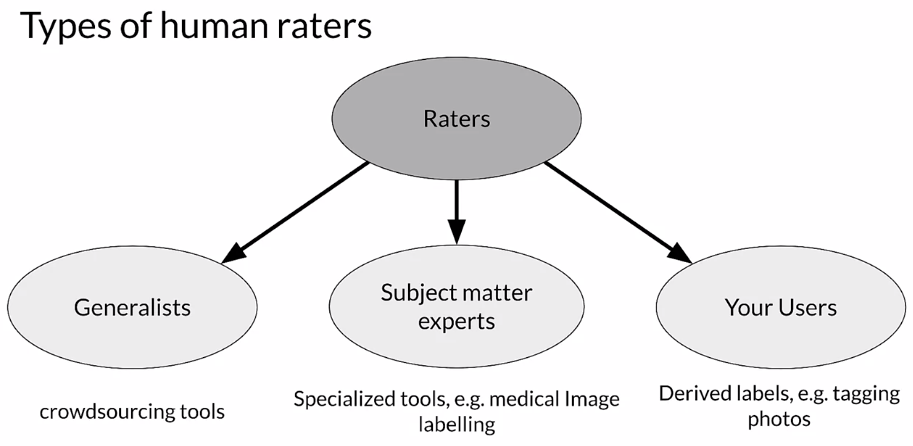 Types of human raters
Raters
Generalists
Subject matter
experts
Your Users
crowdsourcing tools
Specialized tools, e.g. medical Image
labelling
Derived labels, e.g. tagging
photos